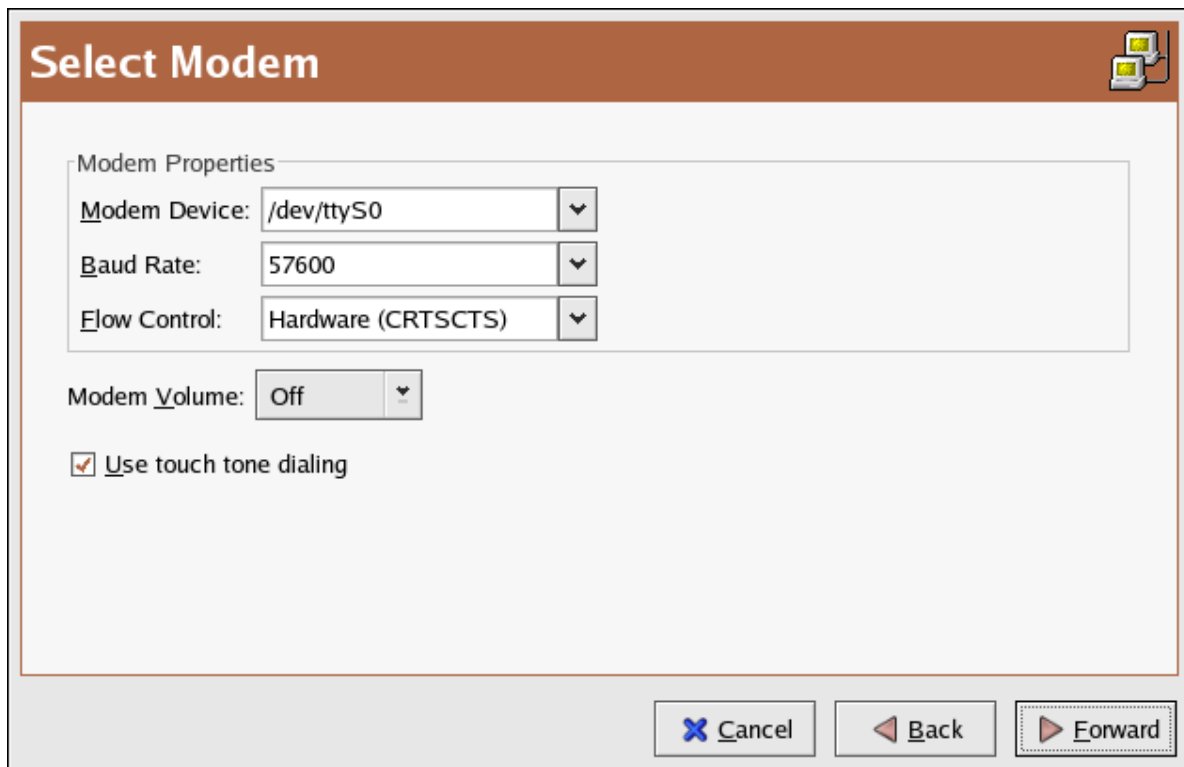 Select Modem
Modem Properties
Modem Device: /dev/ttyS0
Baud Rate: 57600
Flow Control: Hardware (CRTSCTS)
Modem Volume: Off
Use touch tone dialing
Cancel Back Forward